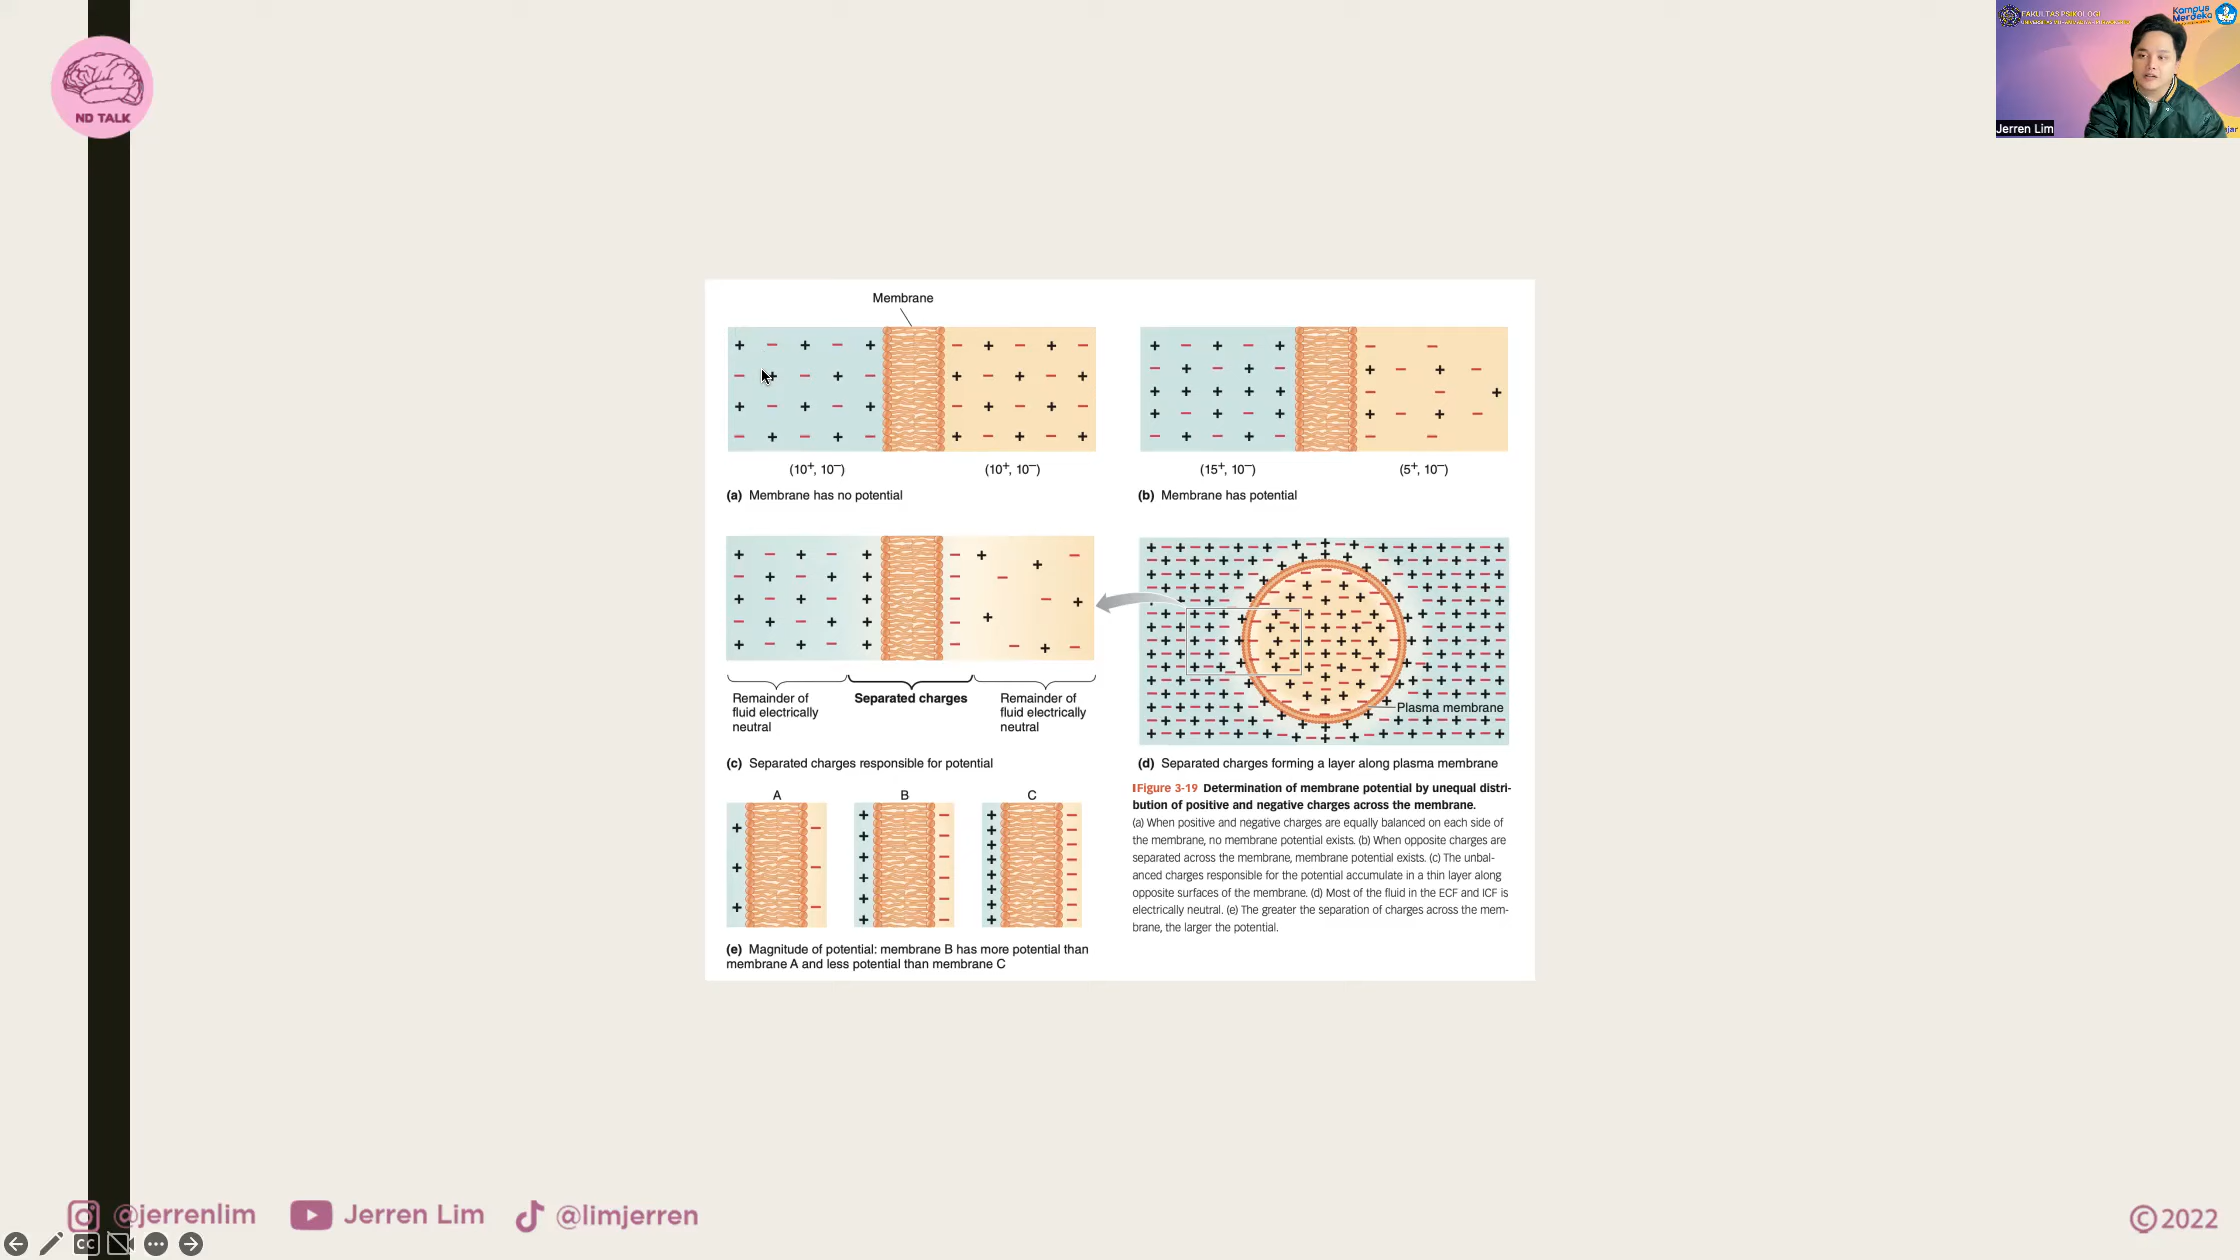 ND TALK
FAKULTAS PSIKOLOGI
Kampus
Merdeka
Jerren Lim
Membrane
(10+, 10−)
(10+, 10−)
(15+, 10−)
(5+, 10−)
(a) Membrane has no potential
(b) Membrane has potential
Remainder of
fluid electrically
neutral
Separated charges
Remainder of
fluid electrically
neutral
Plasma membrane
(c) Separated charges responsible for potential
(d) Separated charges forming a layer along plasma membrane
A
B
C
(e) Magnitude of potential: membrane B has more potential than
membrane A and less potential than membrane C
Figure 3-19 Determination of membrane potential by unequal distri-
bution of positive and negative charges across the membrane.
(a) When positive and negative charges are equally balanced on each side of
the membrane, no membrane potential exists. (b) When opposite charges are
separated across the membrane, membrane potential exists. (c) The unbal-
anced charges responsible for the potential accumulate in a thin layer along
opposite surfaces of the membrane. (d) Most of the fluid in the ECF and ICF is
electrically neutral. (e) The greater the separation of charges across the mem-
brane, the larger the potential.
@jerrenlim
Jerren Lim
@limjerren
©2022
CC